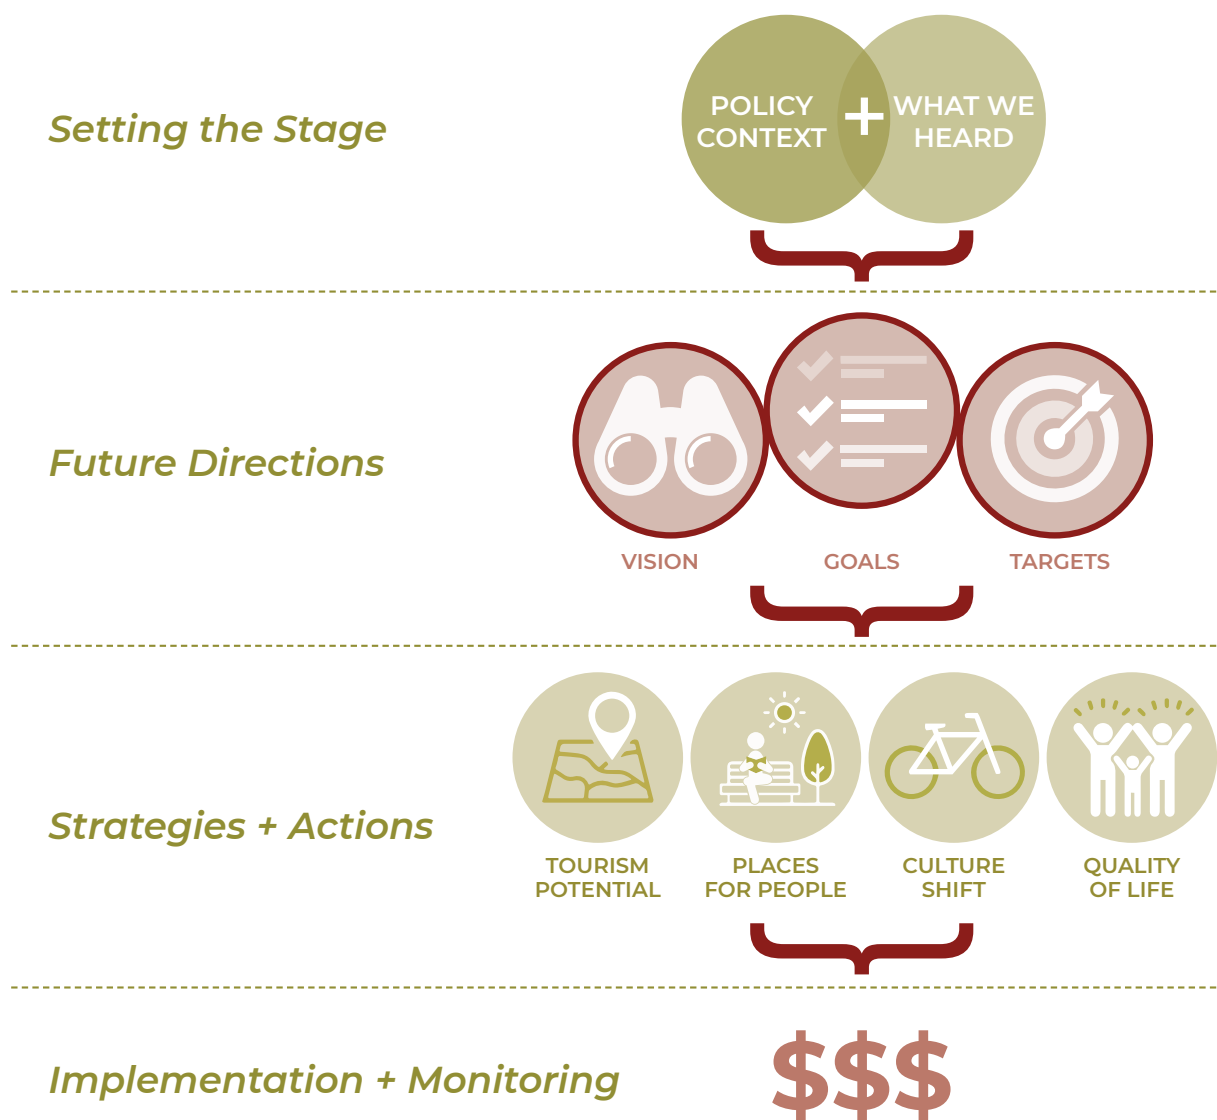 Setting the Stage
POLICY
CONTEXT
+
WHAT WE
HEARD
Future Directions
VISION
GOALS
TARGETS
Strategies + Actions
TOURISM
POTENTIAL
PLACES
FOR PEOPLE
CULTURE
SHIFT
QUALITY
OF LIFE
Implementation + Monitoring
$$$